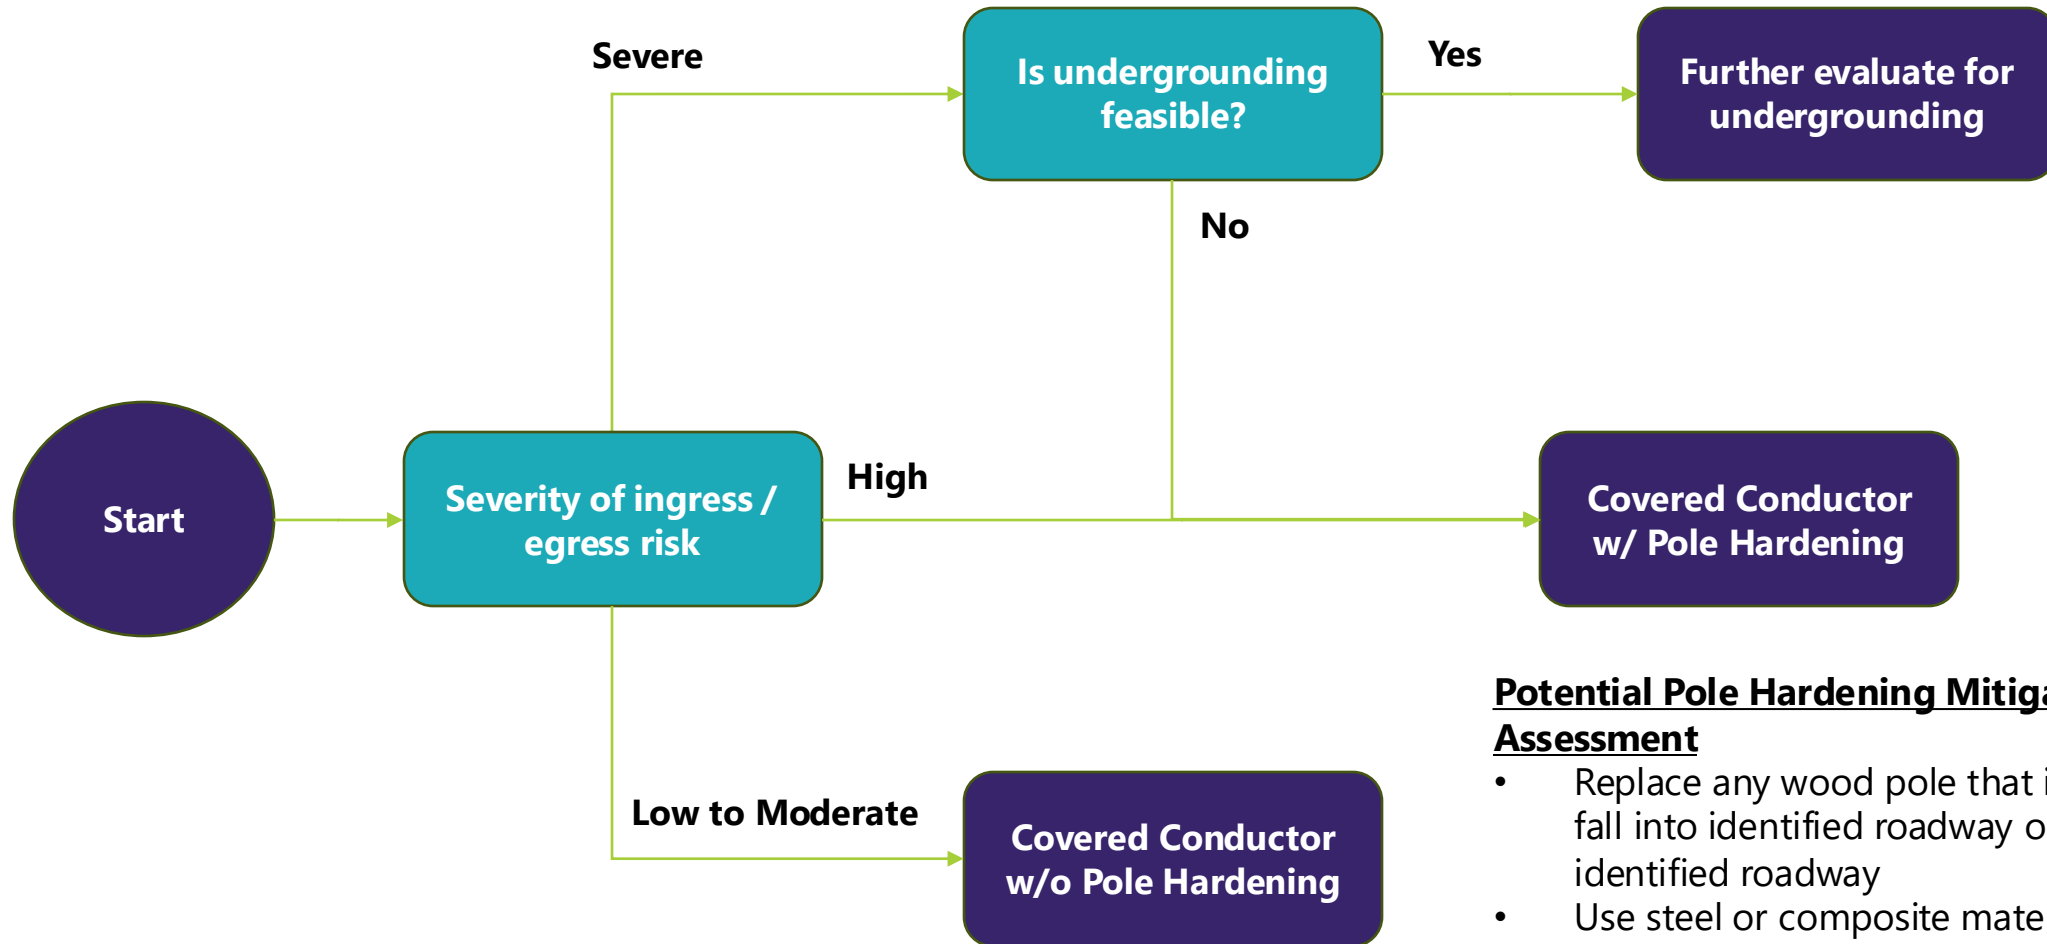 Severe
Is undergrounding
feasible?
Yes
Further evaluate for
undergrounding
No
Start
Severity of ingress /
egress risk
High
Covered Conductor
w/ Pole Hardening
Low to Moderate
Covered Conductor
w/o Pole Hardening
Potential Pole Hardening
Assessment
• Replace any wood pole that
fall into identified roadway
identified roadway
• Use steel or composite